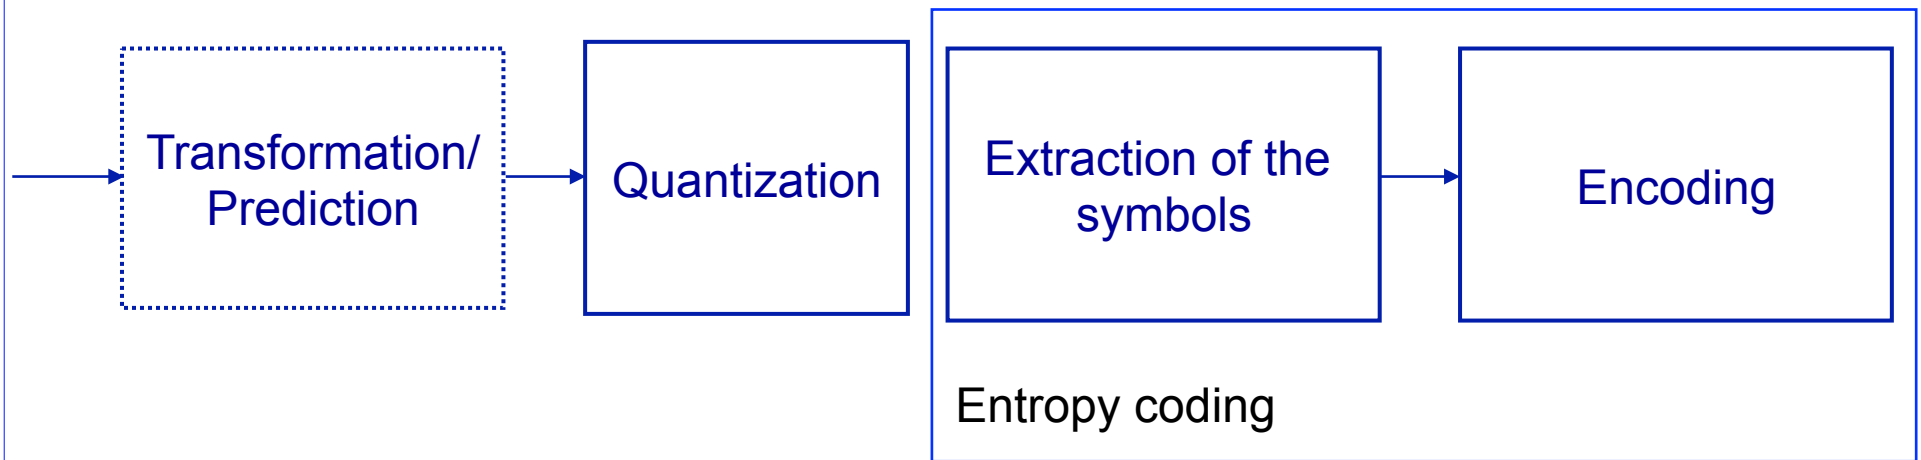 Transformation/
Prediction
Quantization
Extraction of the
symbols
Encoding
Entropy coding